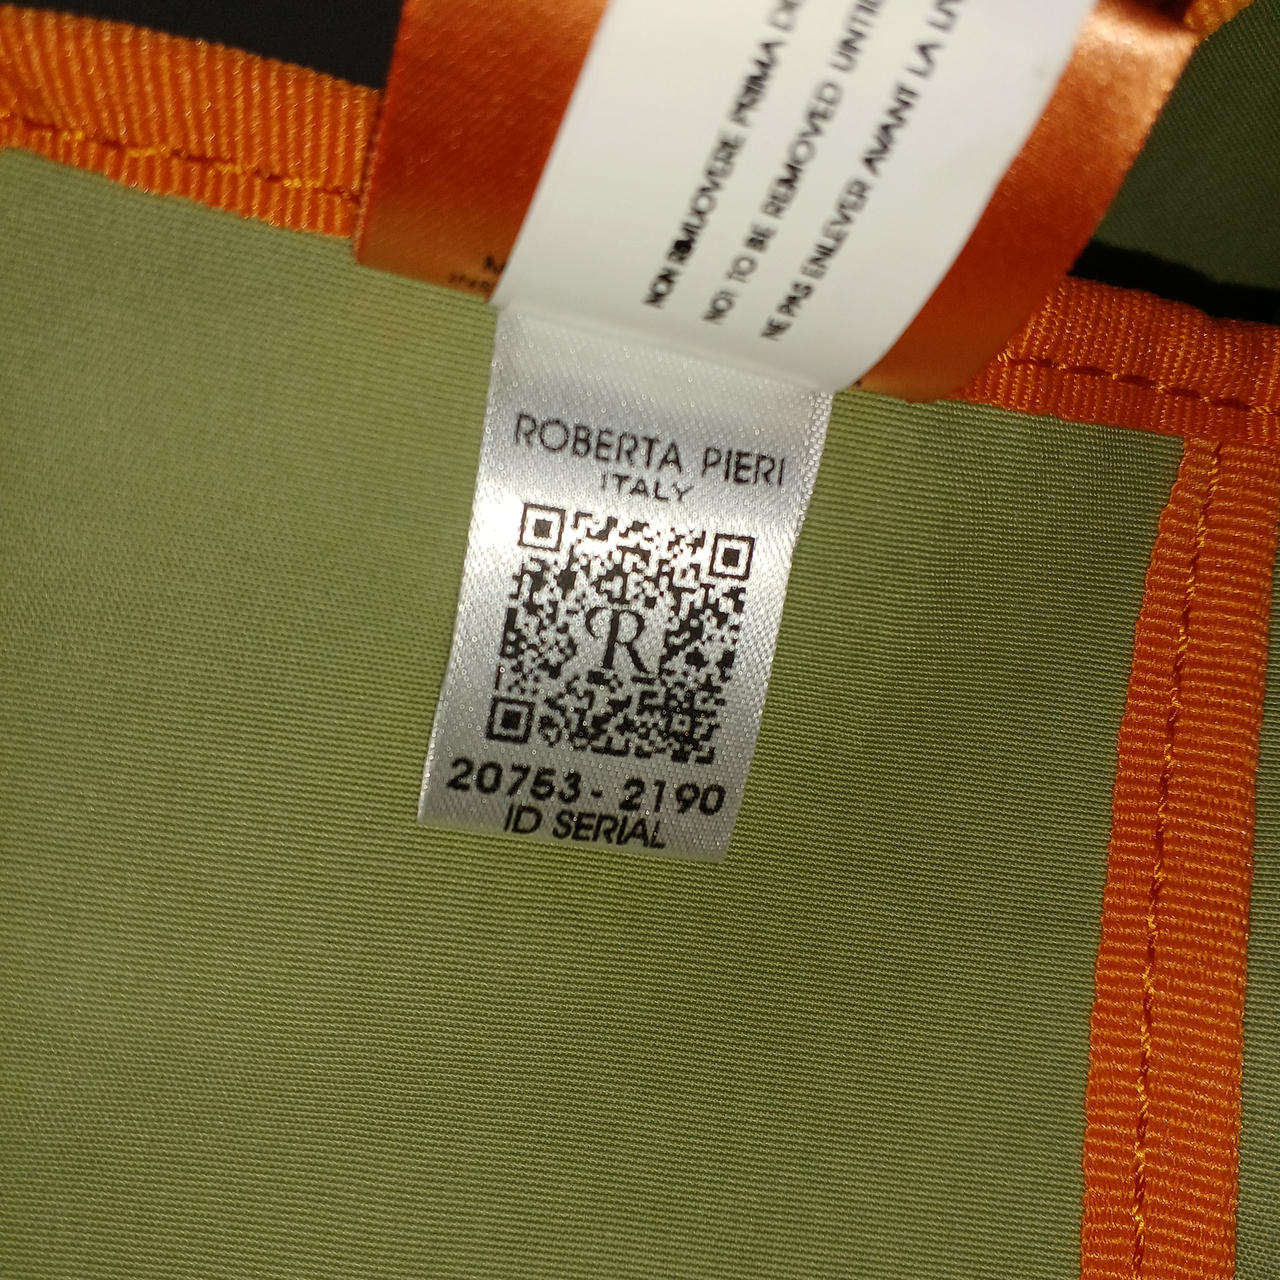 NON RIMUOVERE PRIMA
NOT TO BE REMOVED UNTIL
NE PAS ENLEVER AVANT LA
ROBERTA PIERI
ITALY
R
20753 - 2190
ID SERIAL